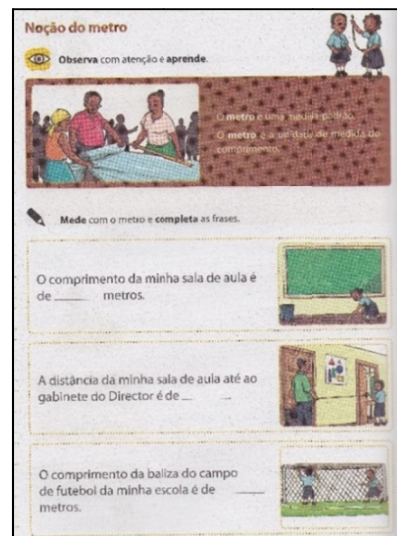 Noção do metro
Observa com atenção e aprende.
O metro é uma medida padrão.
O metro é a unidade de medida de
comprimento.
Mede com o metro e completa as frases.
O comprimento da minha sala de aula é
de ______ metros.
A distância da minha sala de aula até ao
gabinete do Director é de __ _.
O comprimento da baliza do campo
de futebol da minha escola é de _____
metros.